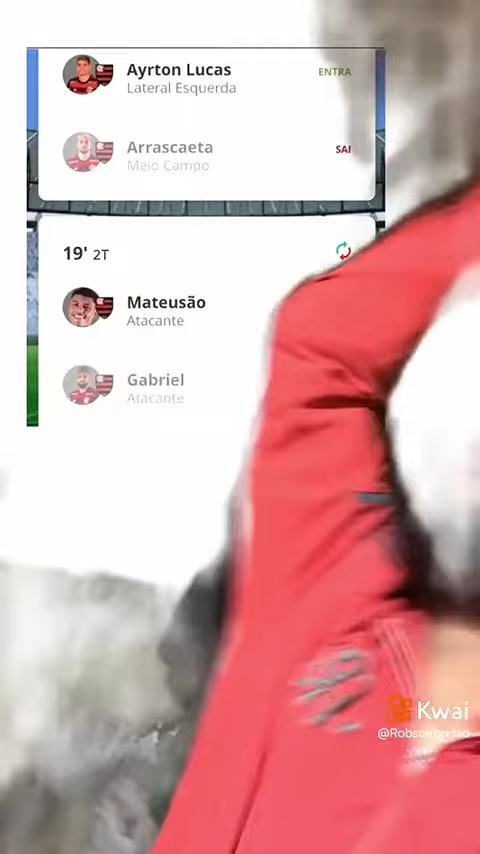 Ayrton Lucas
ENTRA
Lateral Esquerda
Arrascaeta
SAI
Meio Campo
19' 2T
Mateusão
Atacante
Gabriel
Atacante
Kwai